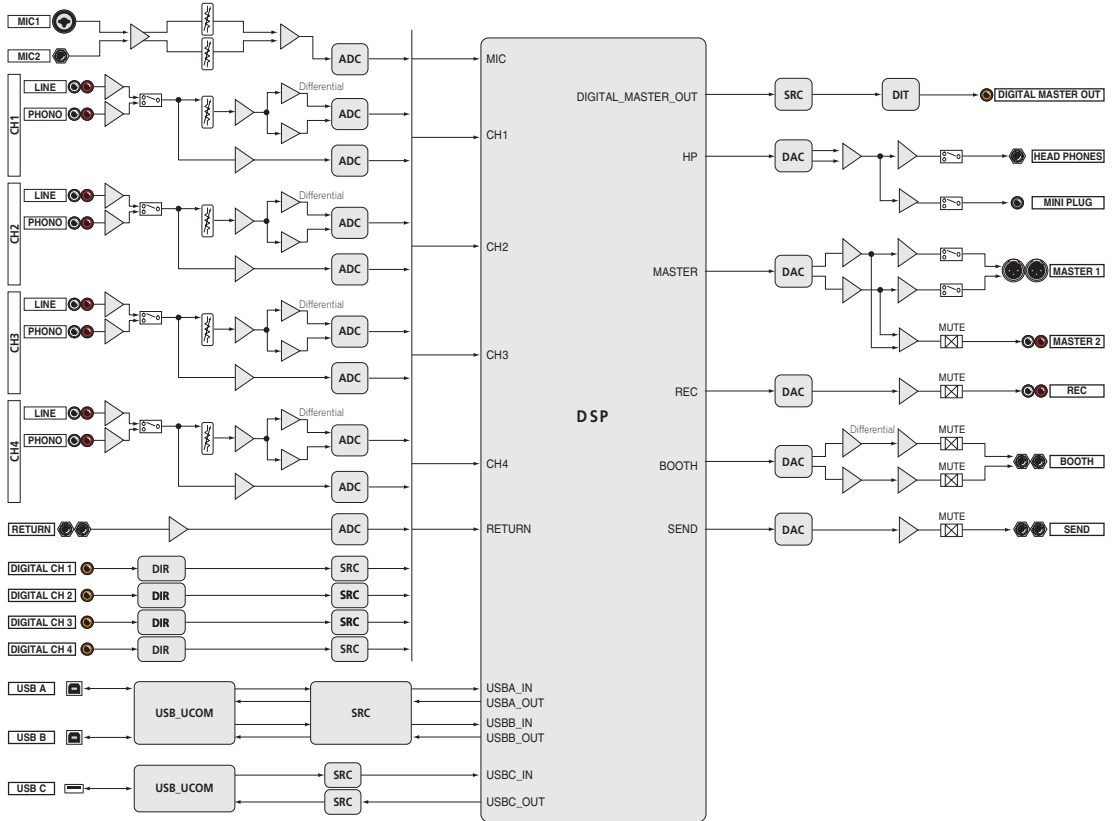 MIC1
MIC2
ADC
MIC
CH1
LINE
PHONO
Differential
ADC
ADC
CH1
CH2
LINE
PHONO
Differential
ADC
ADC
CH2
CH3
LINE
PHONO
Differential
ADC
ADC
CH3
CH4
LINE
PHONO
Differential
ADC
ADC
CH4
RETURN
ADC
RETURN
DIGITAL CH 1
DIR
SRC
DIGITAL CH 2
DIR
SRC
DIGITAL CH 3
DIR
SRC
DIGITAL CH 4
DIR
SRC
USB A
USB B
USB_UCOM
SRC
USBA_IN
USBA_OUT
USBB_IN
USBB_OUT
USB C
USB_UCOM
SRC
SRC
USBC_IN
USBC_OUT
DSP
DIGITAL_MASTER_OUT
SRC
DIT
DIGITAL MASTER OUT
HP
DAC
HEAD PHONES
MINI PLUG
MASTER
DAC
MASTER 1
MUTE
MASTER 2
REC
DAC
MUTE
REC
BOOTH
DAC
Differential
MUTE
MUTE
BOOTH
SEND
DAC
MUTE
SEND